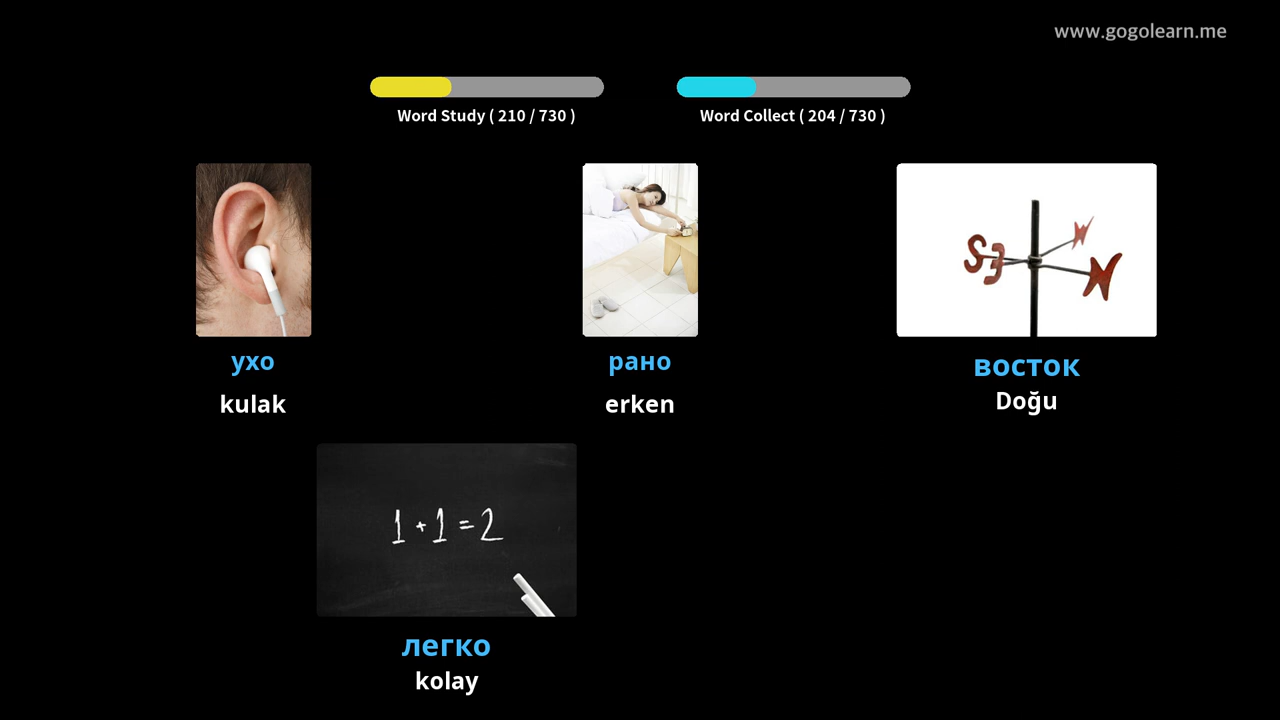 www.gogolearn.me
Word Study ( 210 / 730 )
Word Collect ( 204 / 730 )
S E N W
ухо
рано
восток
kulak
erken
Doğu
1 + 1 = 2
легко
kolay